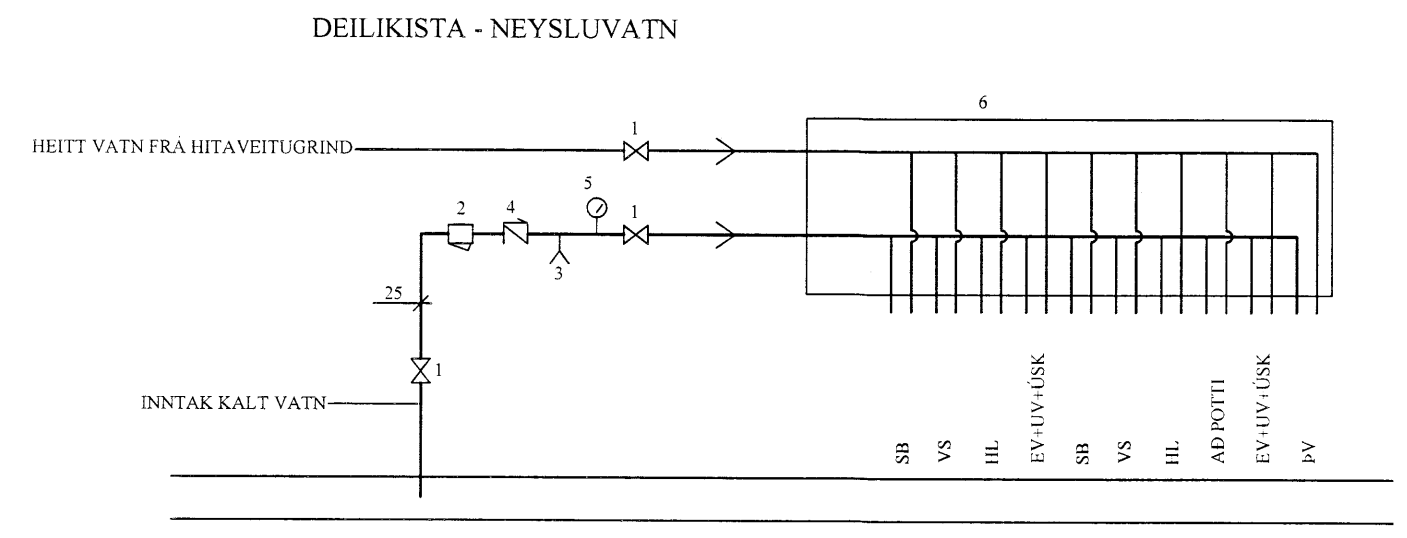 DEILIKISTA - NEYSLUVATN
6
1
HEITT VATN FRÁ HITAVEITUGRIND
5
2
4
1
3
25
1
INNTAK KALT VATN
SB
VS
HL
EV+UV+ÚSK
SB
VS
HL
AÐ POTTI
EV+UV+ÚSK
ÞV